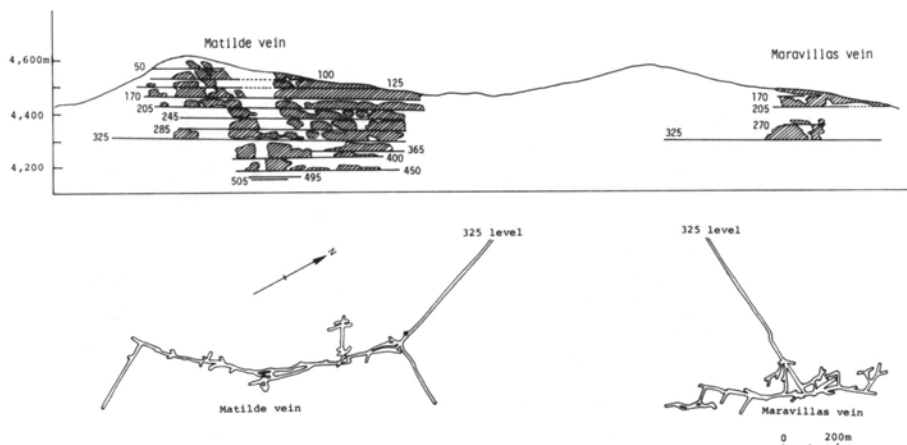 Matilde vein
Maravillas vein
4,600m
4,400
4,200
50
100
125
170
205
245
285
325
365
400
450
495
505
170
205
270
325
325 level
N
325 level
Matilde vein
Maravillas vein
0 200m